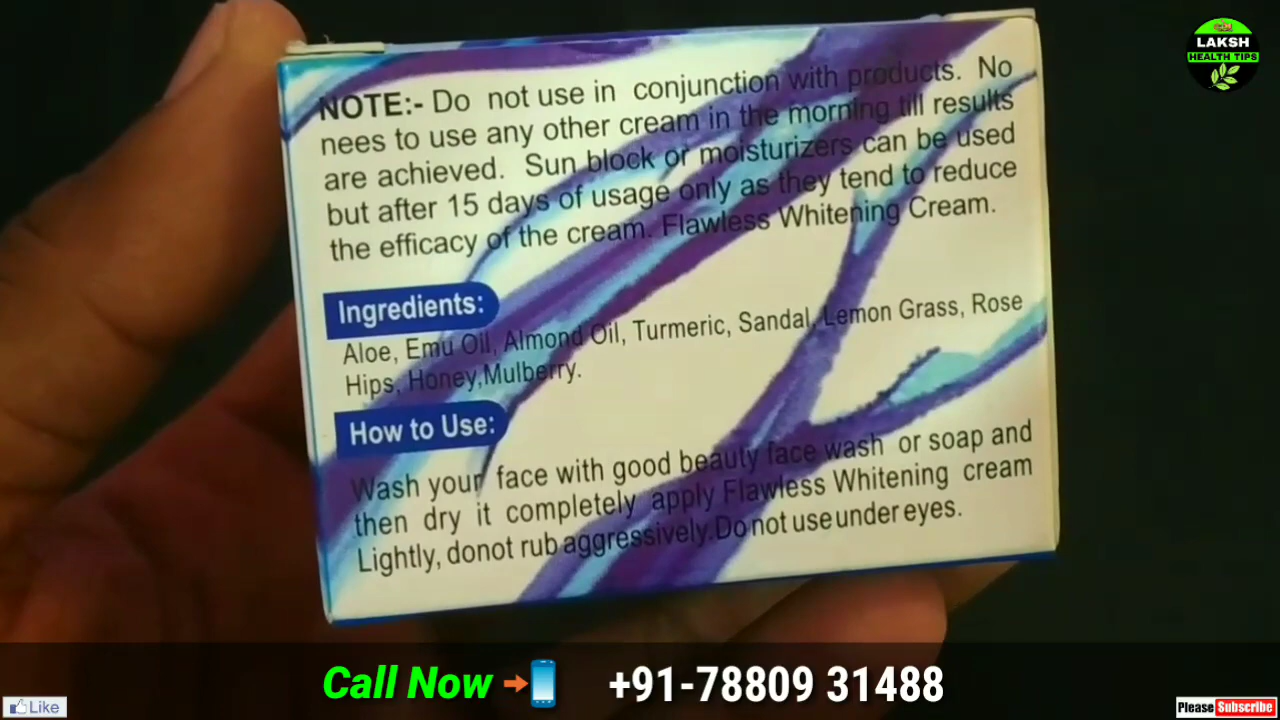 LAKSH
HEALTH TIPS
NOTE:- Do not use in conjunction with products. No
nees to use any other cream in the morning till results
are achieved. Sun block or moisturizers can be used
but after 15 days of usage only as they tend to reduce
the efficacy of the cream. Flawless Whitening Cream.
Ingredients:
Aloe, Emu Oil, Almond Oil, Turmeric, Sandal, Lemon Grass, Rose
Hips, Honey,Mulberry.
How to Use:
Wash your face with good beauty face wash or soap and
then dry it completely apply Flawless Whitening cream
Lightly, donot rub aggressively.Do not use under eyes.
Call Now +91-78809 31488
Like
Please Subscribe